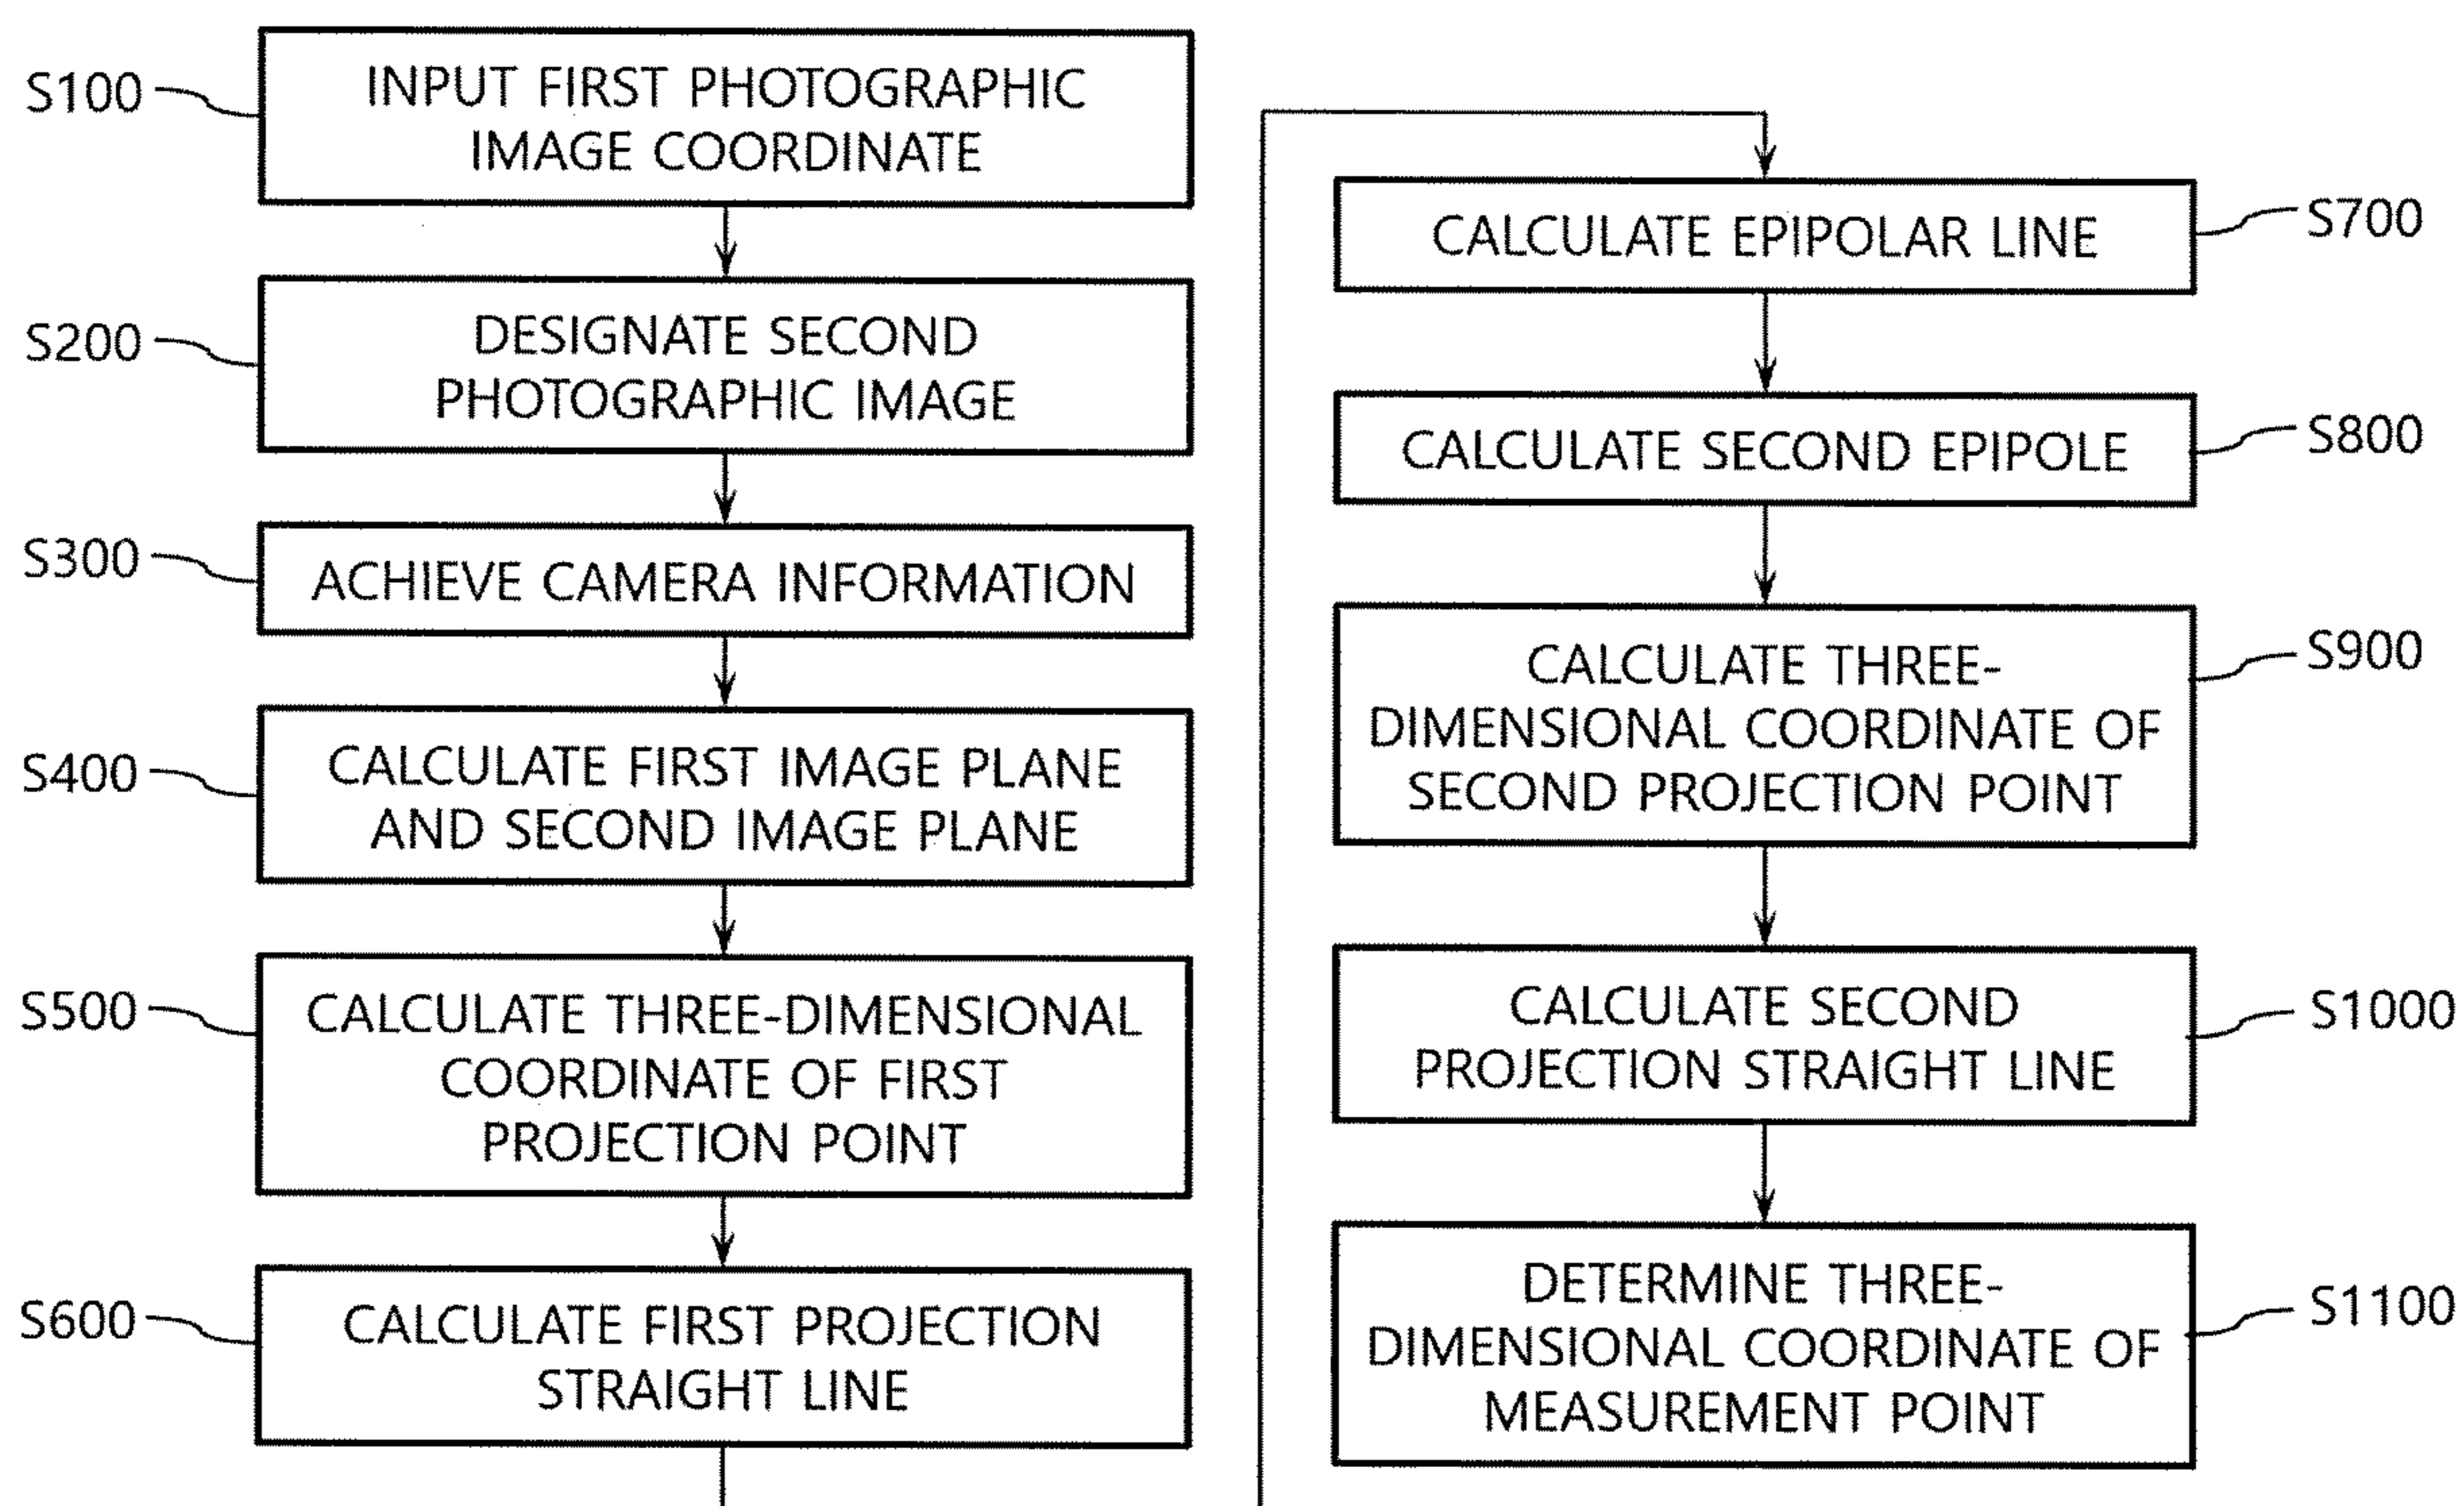 S100
INPUT FIRST PHOTOGRAPHIC
IMAGE COORDINATE
S200
DESIGNATE SECOND
PHOTOGRAPHIC IMAGE
S300
ACHIEVE CAMERA INFORMATION
S400
CALCULATE FIRST IMAGE PLANE
AND SECOND IMAGE PLANE
S500
CALCULATE THREE-DIMENSIONAL
COORDINATE OF FIRST
PROJECTION POINT
S600
CALCULATE FIRST PROJECTION
STRAIGHT LINE
CALCULATE EPIPOLAR LINE
S700
CALCULATE SECOND EPIPOLE
S800
CALCULATE THREE-
DIMENSIONAL COORDINATE OF
SECOND PROJECTION POINT
S900
CALCULATE SECOND
PROJECTION STRAIGHT LINE
S1000
DETERMINE THREE-
DIMENSIONAL COORDINATE OF
MEASUREMENT POINT
S1100